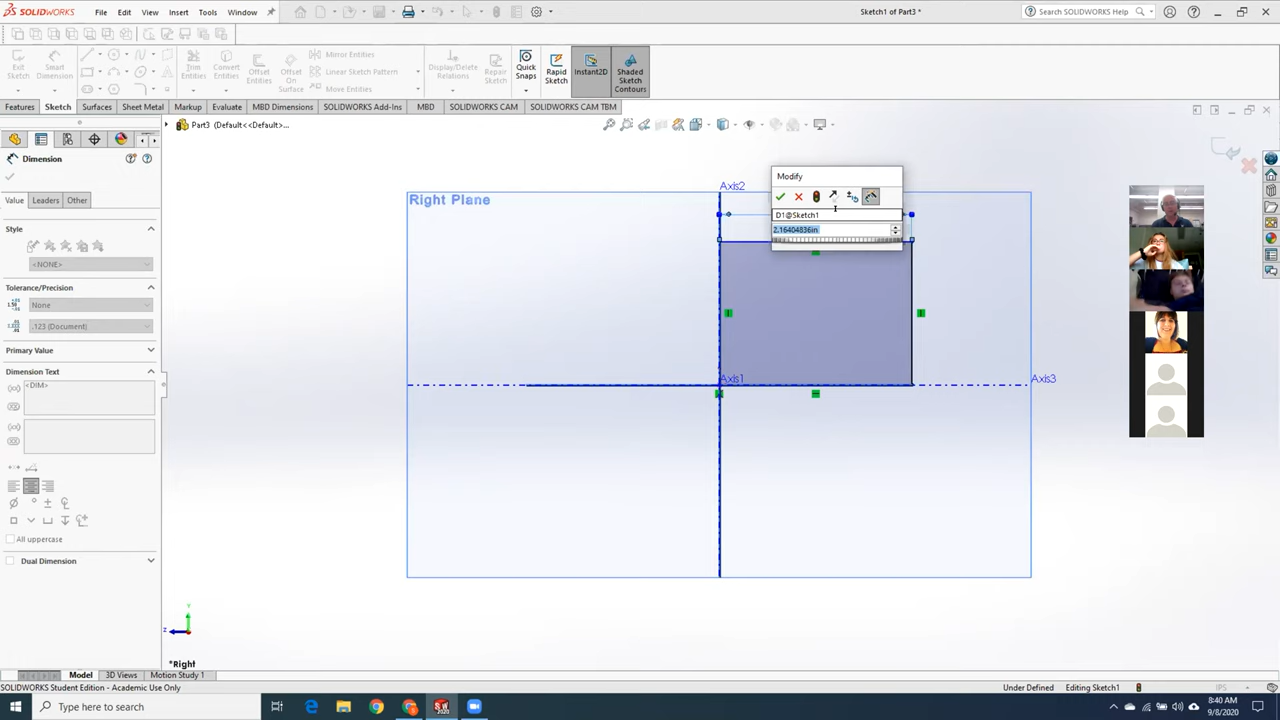 SOLIDWORKS
File
Edit
View
Insert
Tools
Window
Sketch1 of Part3 *
Search SOLIDWORKS Help
Exit
Sketch
Smart
Dimension
Trim
Entities
Convert
Entities
Offset
Entities
Offset
On
Surface
Mirror Entities
Linear Sketch Pattern
Move Entities
Display/Delete
Relations
Repair
Sketch
Quick
Snaps
Rapid
Sketch
Instant2D
Shaded
Sketch
Contours
Features
Sketch
Surfaces
Sheet Metal
Markup
Evaluate
MBD Dimensions
SOLIDWORKS Add-Ins
MBD
SOLIDWORKS CAM
SOLIDWORKS CAM TBM
Part3 (Default<<Default>...
Dimension
Value
Leaders
Other
Style
<NONE>
Tolerance/Precision
None
.123 (Document)
Primary Value
Dimension Text
<DIM>
All uppercase
Dual Dimension
Right Plane
Axis2
Modify
D1@Sketch1
2.16404836in
Axis1
Axis3
Y
Z
*Right
Model
3D Views
Motion Study 1
SOLIDWORKS Student Edition - Academic Use Only
Under Defined
Editing Sketch1
IPS
Type here to search
8:40 AM
9/8/2020